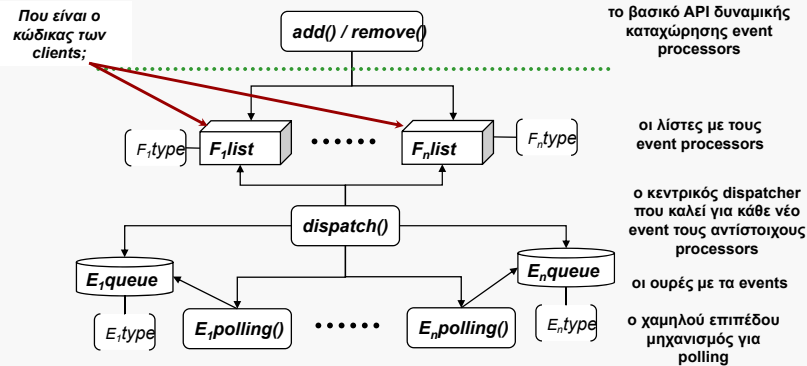 Που είναι ο
κώδικας των
clients;
add() / remove()
το βασικό API δυναμικής
καταχώρησης event
processors
F1type
F1list
Fnlist
Fntype
οι λίστες με τους
event processors
dispatch()
ο κεντρικός dispatcher
που καλεί για κάθε νέο
event τους αντίστοιχους
processors
E1queue
Enqueue
οι ουρές με τα events
E1type
E1polling()
Enpolling()
Entype
ο χαμηλού επιπέδου
μηχανισμός για
polling